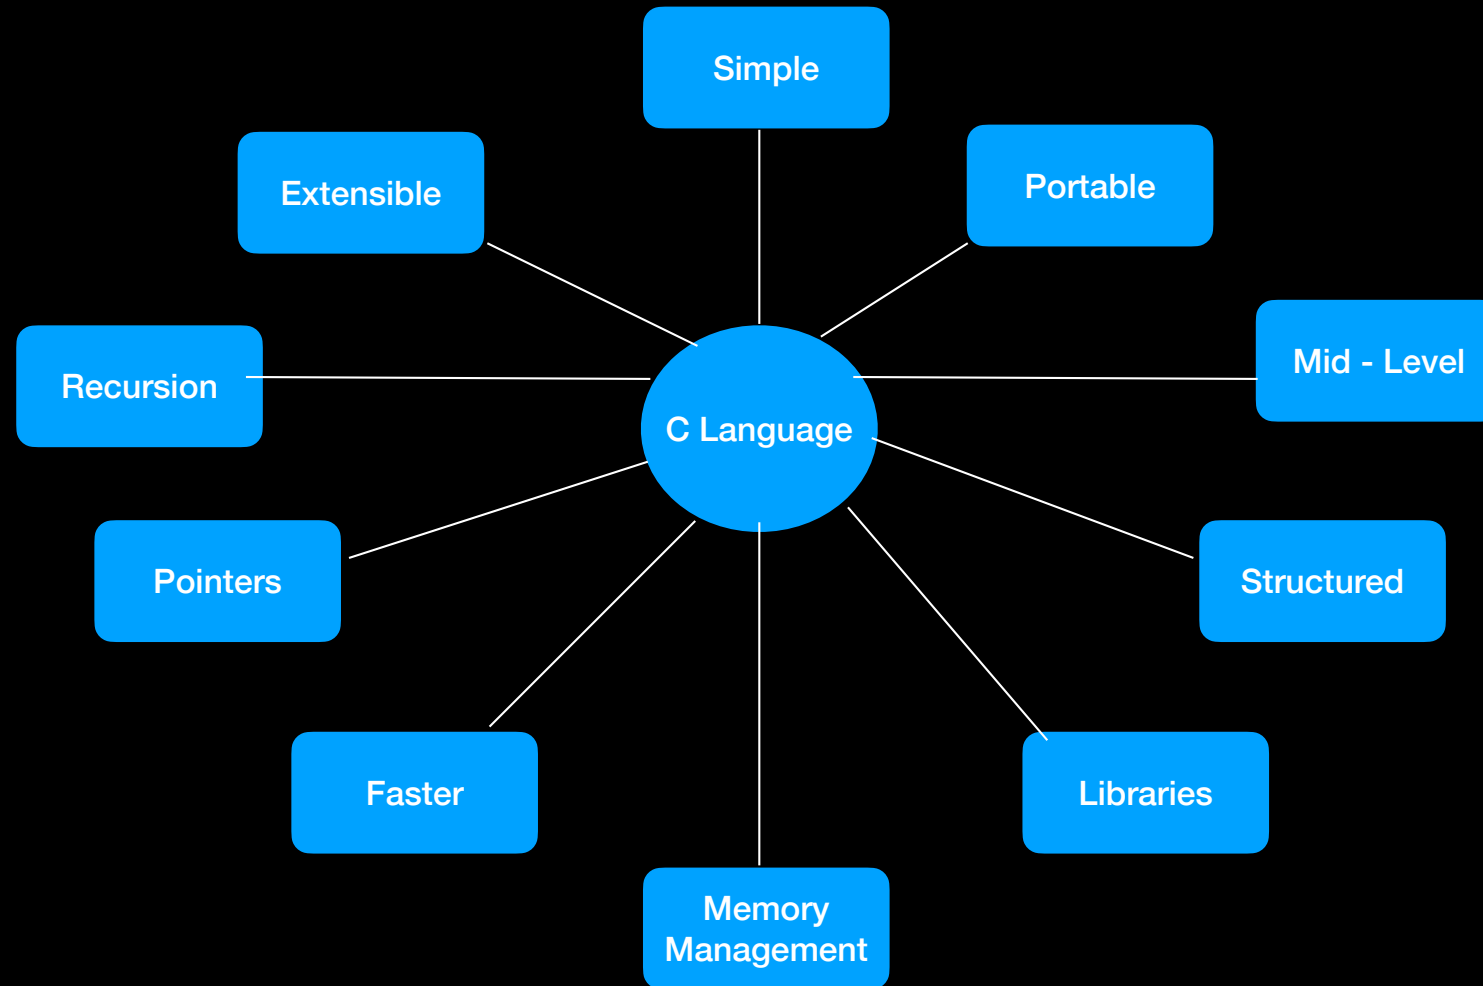 Simple
Extensible
Portable
Mid - Level
Recursion
C Language
Pointers
Structured
Faster
Libraries
Memory
Management